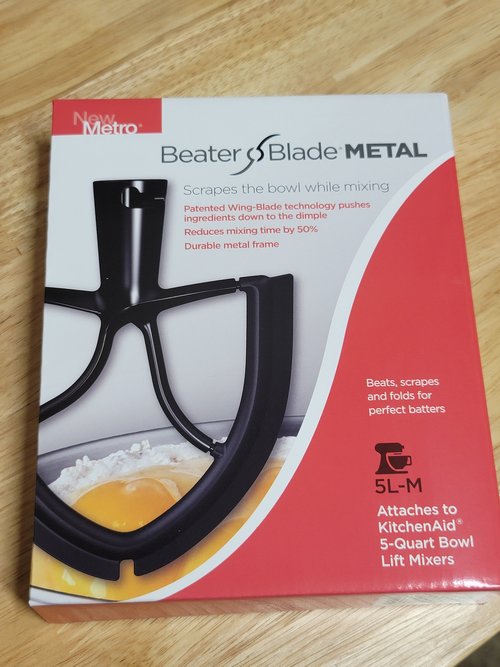 New
Metro®
Beater Blade® METAL
Scrapes the bowl while mixing
Patented Wing-Blade technology pushes
ingredients down to the dimple
Reduces mixing time by 50%
Durable metal frame
Beats, scrapes
and folds for
perfect batters
5L-M
Attaches to
KitchenAid®
5-Quart Bowl
Lift Mixers